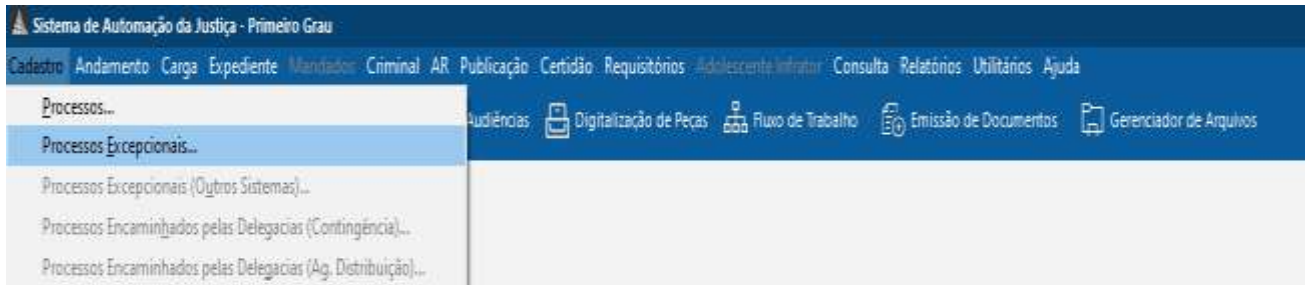 Sistema de Automação da Justiça - Primeiro Grau
Cadastro Andamento Carga Expediente Mandados Criminal AR Publicação Certidão Requisitórios Adolescente Infrator Consulta Relatórios Utilitários Ajuda
Audiências Digitalização de Peças Fluxo de Trabalho Emissão de Documentos Gerenciador de Arquivos
Processos...
Processos Excepcionais...
Processos Excepcionais (Outros Sistemas)...
Processos Encaminhados pelas Delegacias (Contingência)...
Processos Encaminhados pelas Delegacias (Ag. Distribuição)...